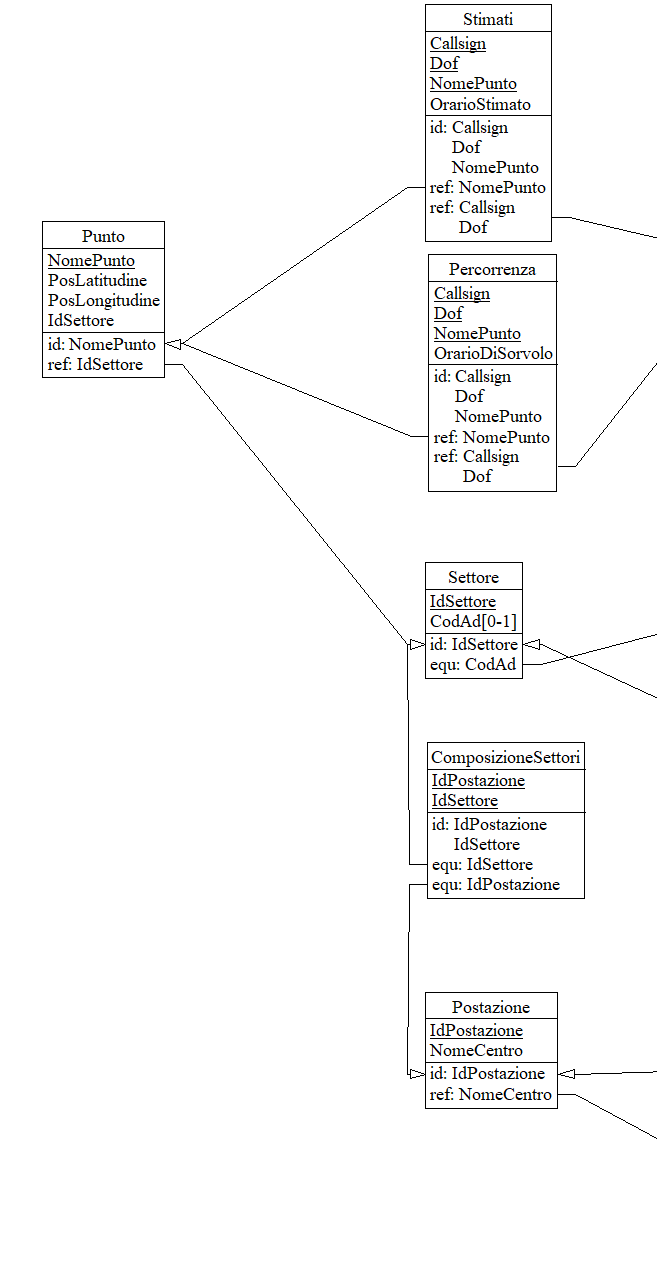 Stimati
Callsign
Dof
NomePunto
OrarioStimato
id: Callsign
Dof
NomePunto
ref: NomePunto
ref: Callsign
Dof
Punto
NomePunto
PosLatitudine
PosLongitudine
IdSettore
id: NomePunto
ref: IdSettore
Percorrenza
Callsign
Dof
NomePunto
OrarioDiSorvolo
id: Callsign
Dof
NomePunto
ref: NomePunto
ref: Callsign
Dof
Settore
IdSettore
CodAd[0-1]
id: IdSettore
equ: CodAd
ComposizioneSettori
IdPostazione
IdSettore
id: IdPostazione
IdSettore
equ: IdSettore
equ: IdPostazione
Postazione
IdPostazione
NomeCentro
id: IdPostazione
ref: NomeCentro